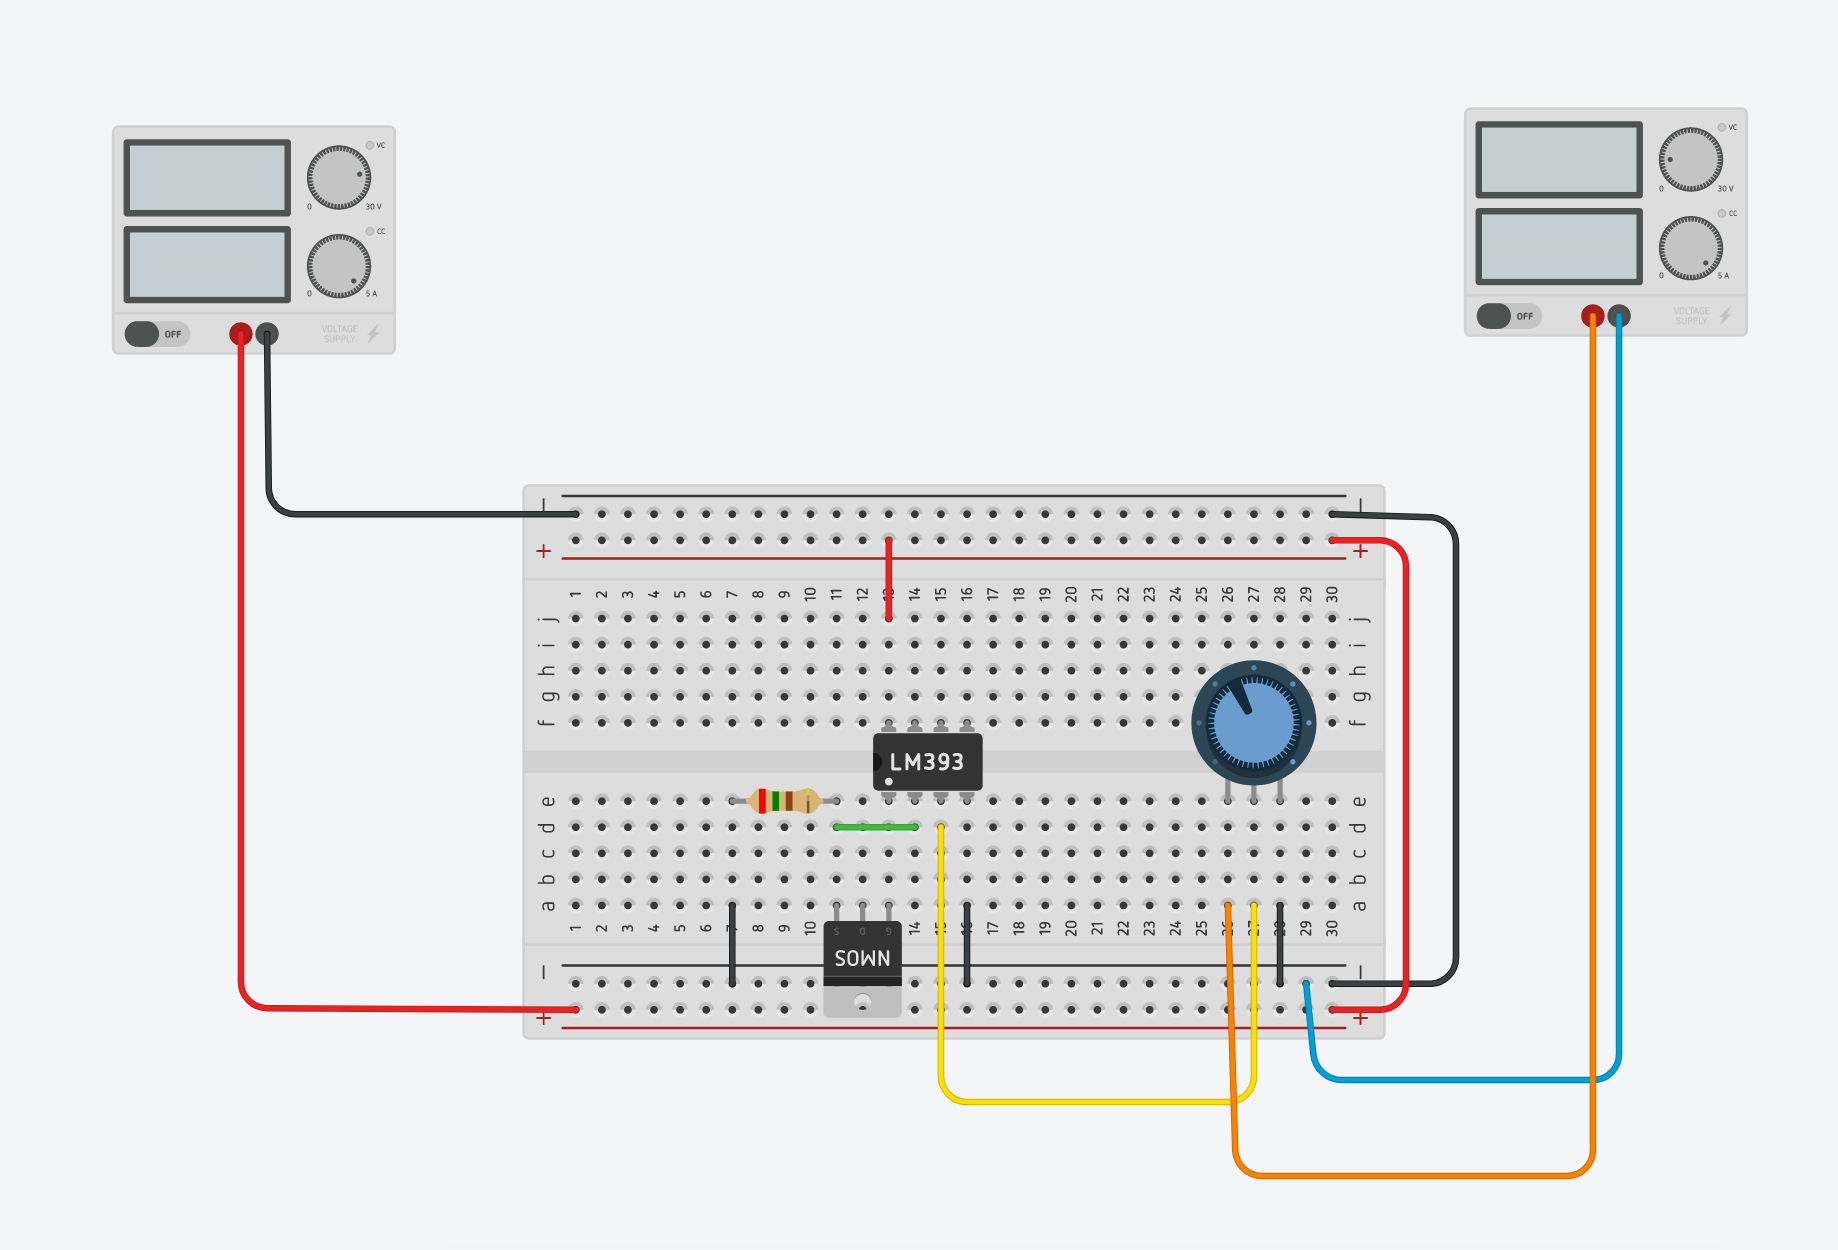 VC
0 30 V
CC
0 5 A
OFF
VOLTAGE
SUPPLY
VC
0 30 V
CC
0 5 A
OFF
VOLTAGE
SUPPLY
| |
+ +
1 2 3 4 5 6 7 8 9 10 11 12 13 14 15 16 17 18 19 20 21 22 23 24 25 26 27 28 29 30
j j
i i
h h
g g
f f
LM393
e e
d d
c c
b b
a a
1 2 3 4 5 6 7 8 9 10 14 15 16 17 18 19 20 21 22 23 24 25 26 27 28 29 30
S D G
NMOS
| |
+ +